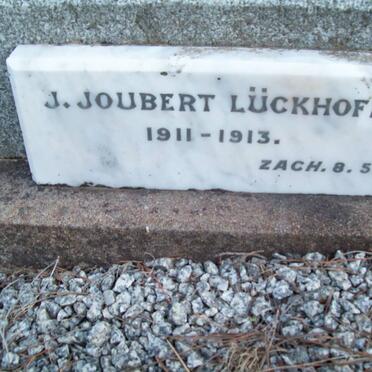 J. JOUBERT LÜCKHOF
1911-1913.
ZACH. 8. 5